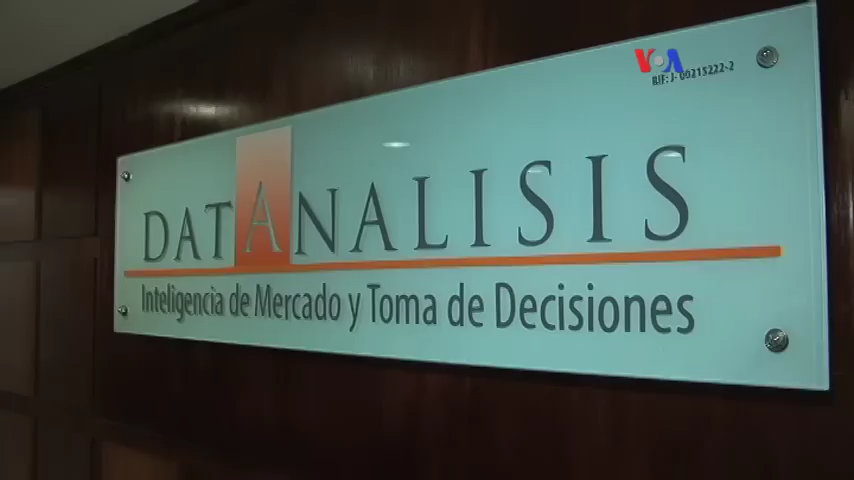 VOA
RIF: J- 00215222-2
DATANALISIS
Inteligencia de Mercado y Toma de Decisiones